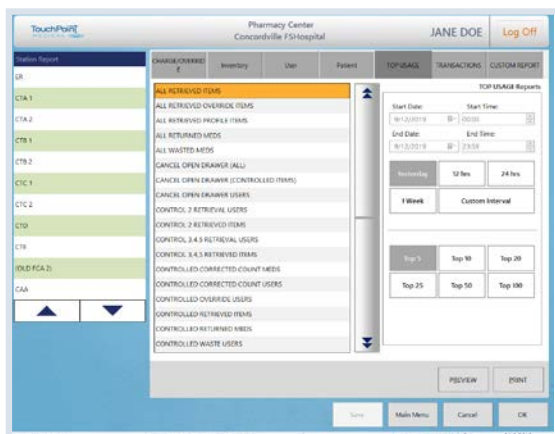 TouchPoint
MEDICAL
Pharmacy Center
Concordville FSHospital
JANE DOE
Log Off
Station Report
ER
CTA 1
CTA 2
CTB 1
CTB 2
CTC 1
CTC 2
CTD
CTE
(OLD FCA 2)
CAA
CHARGE/OVERRID
E
Inventory
User
Patient
TOP USAGE
TRANSACTIONS
CUSTOM REPORT
ALL RETRIEVED ITEMS
ALL RETRIEVED OVERRIDE ITEMS
ALL RETRIEVED PROFILE ITEMS
ALL RETURNED MEDS
ALL WASTED MEDS
CANCEL OPEN DRAWER (ALL)
CANCEL OPEN DRAWER (CONTROLLED ITEMS)
CANCEL OPEN DRAWER USERS
CONTROL 2 RETRIEVAL USERS
CONTROL 2 RETRIEVED ITEMS
CONTROL 3,4,5 RETRIEVAL USERS
CONTROL 3,4,5 RETRIEVED ITEMS
CONTROLLED CORRECTED COUNT MEDS
CONTROLLED CORRECTED COUNT USERS
CONTROLLED OVERRIDE USERS
CONTROLLED RETRIEVED ITEMS
CONTROLLED RETURNED MEDS
CONTROLLED WASTE USERS
TOP USAGE Reports
Start Date:
Start Time:
9/12/2019
00:00
End Date:
End Time:
9/12/2019
23:59
Yesterday
12 hrs
24 hrs
1 Week
Custom Interval
Top 5
Top 10
Top 20
Top 25
Top 50
Top 100
PREVIEW
PRINT
Save
Main Menu
Cancel
OK